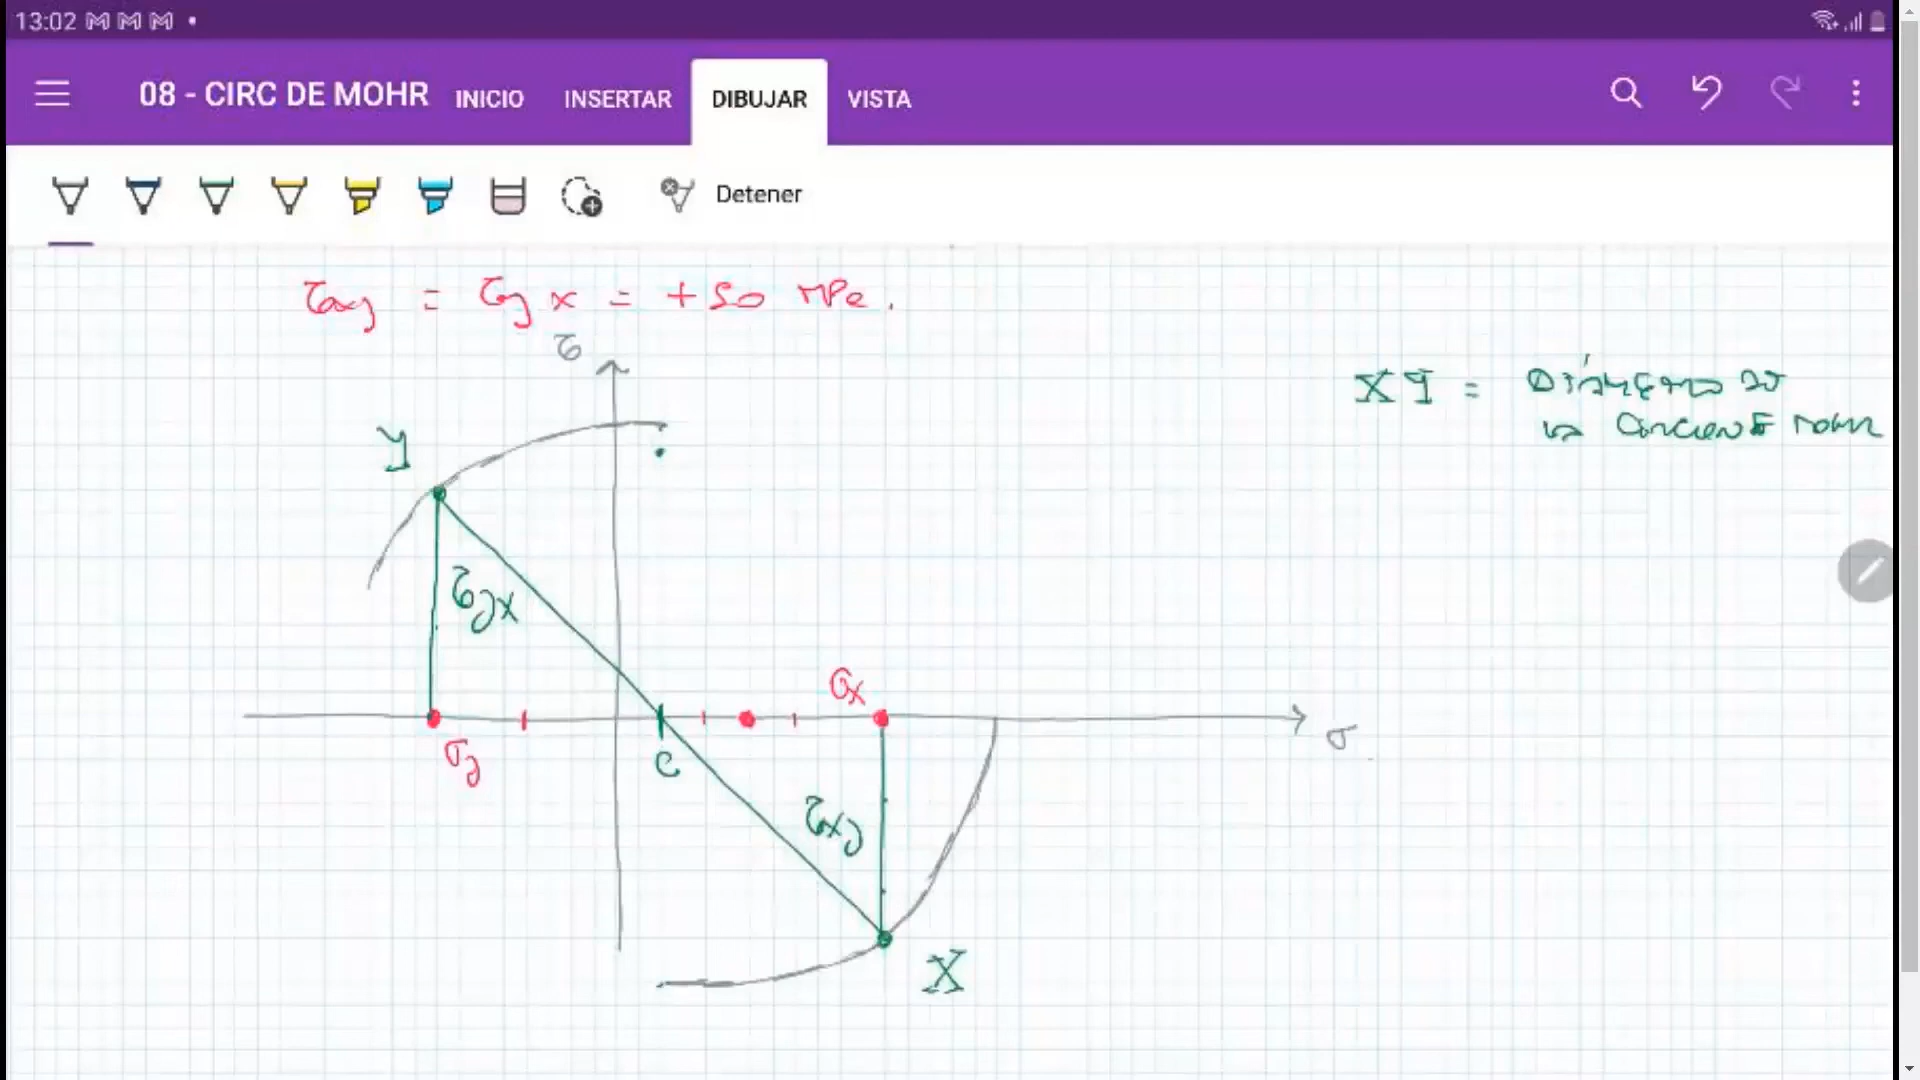 13:02
08 - CIRC DE MOHR INICIO INSERTAR DIBUJAR VISTA
Detener
τxy = τyx = +50 MPa.
τ
XY = Diámetro de
la Circunf Mohr
y
τyx
σx
σ
σy
C
τxy
X